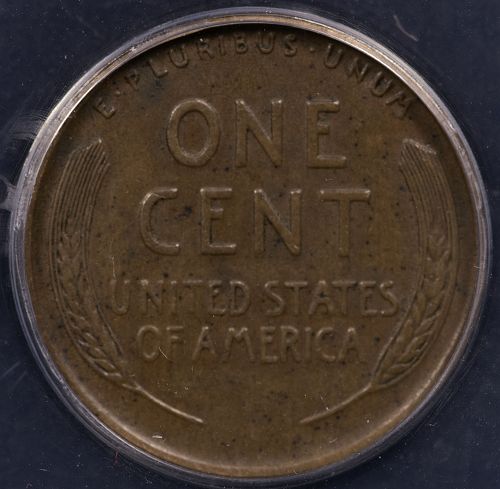 E·PLURIBUS·UNUM
ONE
CENT
UNITED STATES
OF AMERICA